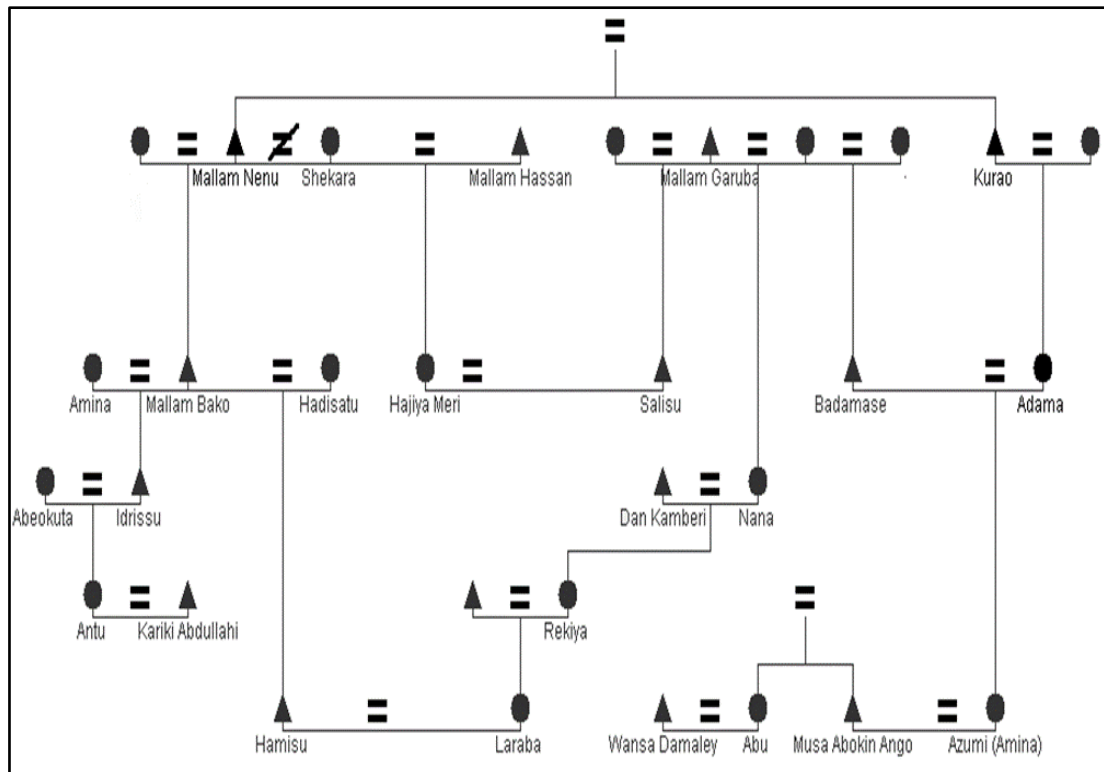 Mallam Nenu Shekara Mallam Hassan Mallam Garuba Kurao
Amina Mallam Bako Hadisatu Hajiya Meri Salisu Badamase Adama
Abeokuta Idrissu Dan Kamberi Nana
Antu Kariki Abdullahi Rekiya
Hamisu Laraba Wansa Damaley Abu Musa Abokin Ango Azumi (Amina)